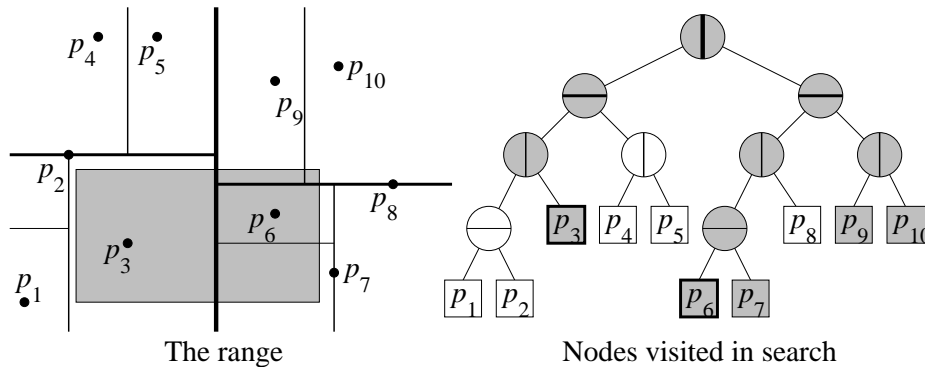 p4 p5 p10
p9
p2
p8
p6
p3
p7
p1
The range
p3 p4 p5 p8 p9 p10
p1 p2 p6 p7
Nodes visited in search